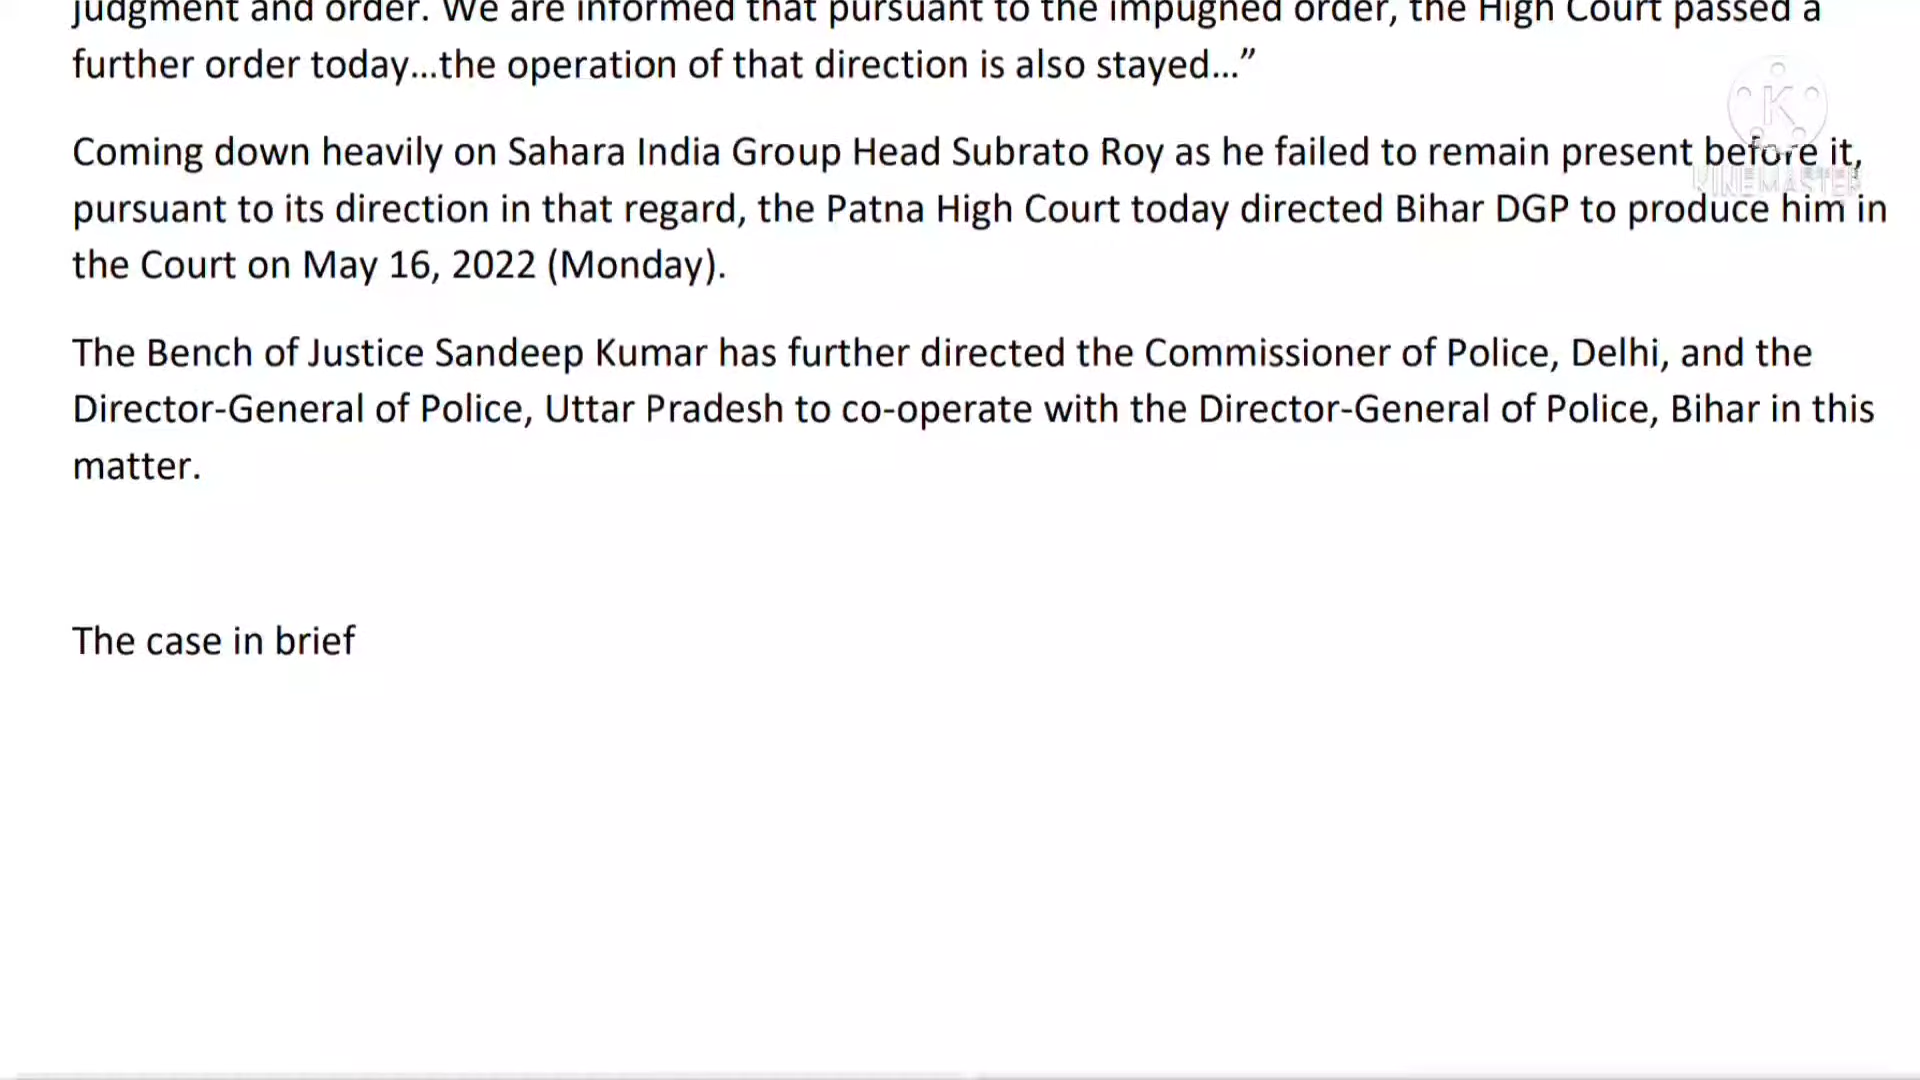 judgment and order. We are informed that pursuant to the impugned order, the High Court passed a
further order today...the operation of that direction is also stayed...”
K
KINEMASTER
Coming down heavily on Sahara India Group Head Subrato Roy as he failed to remain present before it,
pursuant to its direction in that regard, the Patna High Court today directed Bihar DGP to produce him in
the Court on May 16, 2022 (Monday).
The Bench of Justice Sandeep Kumar has further directed the Commissioner of Police, Delhi, and the
Director-General of Police, Uttar Pradesh to co-operate with the Director-General of Police, Bihar in this
matter.
The case in brief